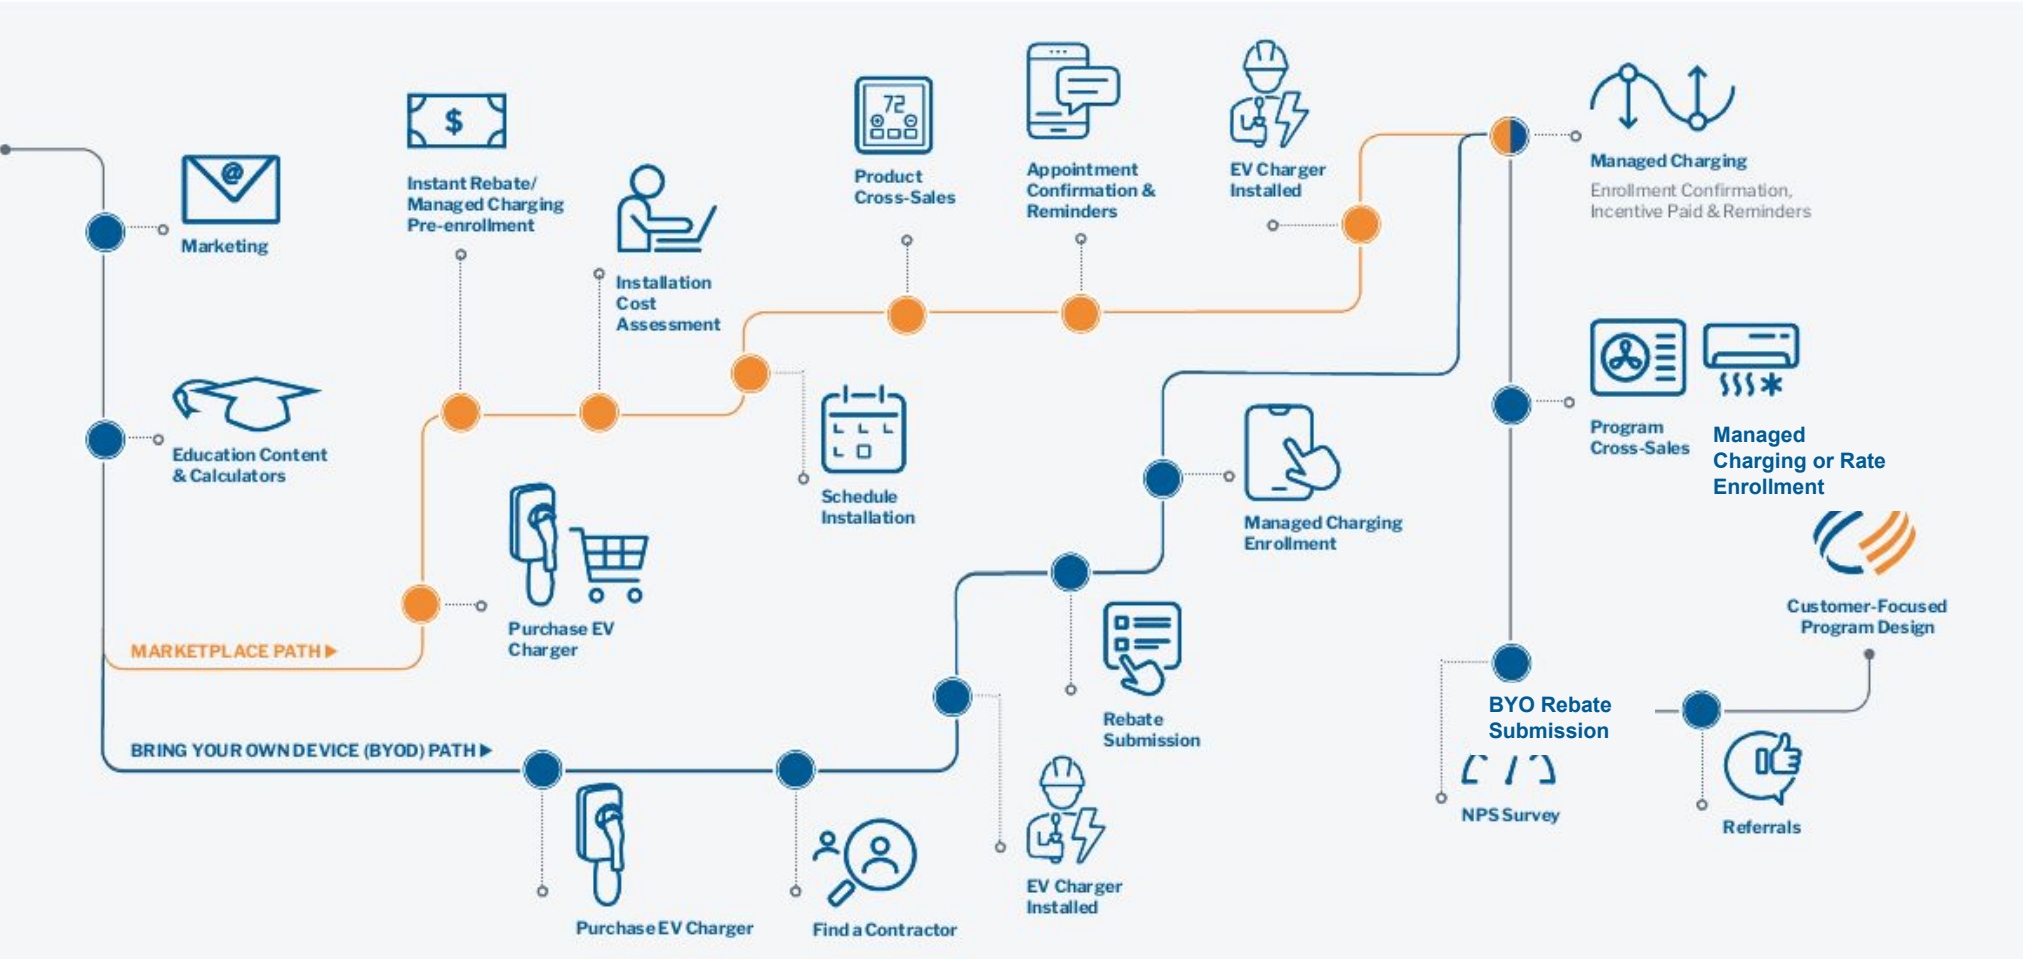 @
Marketing
Education Content
& Calculators
MARKETPLACE PATH
BRING YOUR OWN DEVICE (BYOD) PATH
$
Instant Rebate/
Managed Charging
Pre-enrollment
Installation
Cost
Assessment
Purchase EV
Charger
Schedule
Installation
72
Product
Cross-Sales
Appointment
Confirmation &
Reminders
EV Charger
Installed
Purchase EV Charger
Find a Contractor
EV Charger
Installed
Rebate
Submission
Managed Charging
Enrollment
Managed Charging
Enrollment Confirmation,
Incentive Paid & Reminders
Program
Cross-Sales
Managed
Charging or Rate
Enrollment
BYO Rebate
Submission
NPS Survey
Referrals
Customer-Focused
Program Design